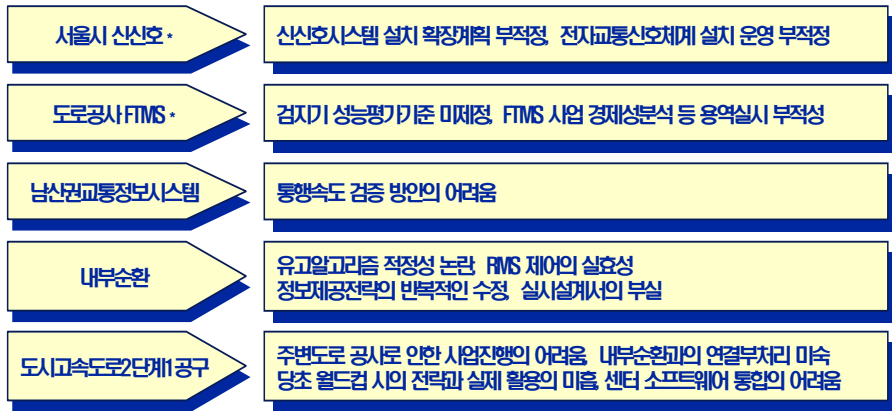 서울시 신신호 *
신신호시스템 설치 확장계획 부적정, 전자교통신호체계 설치 운영 부적정
도로공사 FTMS *
검지기 성능평가기준 미제정, FTMS 사업 경제성분석 등 용역실시 부적성
남산권교통정보시스템
통행속도 검증 방안의 어려움
내부순환
유고알고리즘 적정성 논란, RMS 제어의 실효성
정보제공전략의 반복적인 수정, 실시설계서의 부실
도시고속도로2단계1공구
주변도로 공사로 인한 사업진행의 어려움, 내부순환과의 연결부처리 미숙
당초 월드컵 시의 전략과 실제 활용의 미흡, 센터 소프트웨어 통합의 어려움